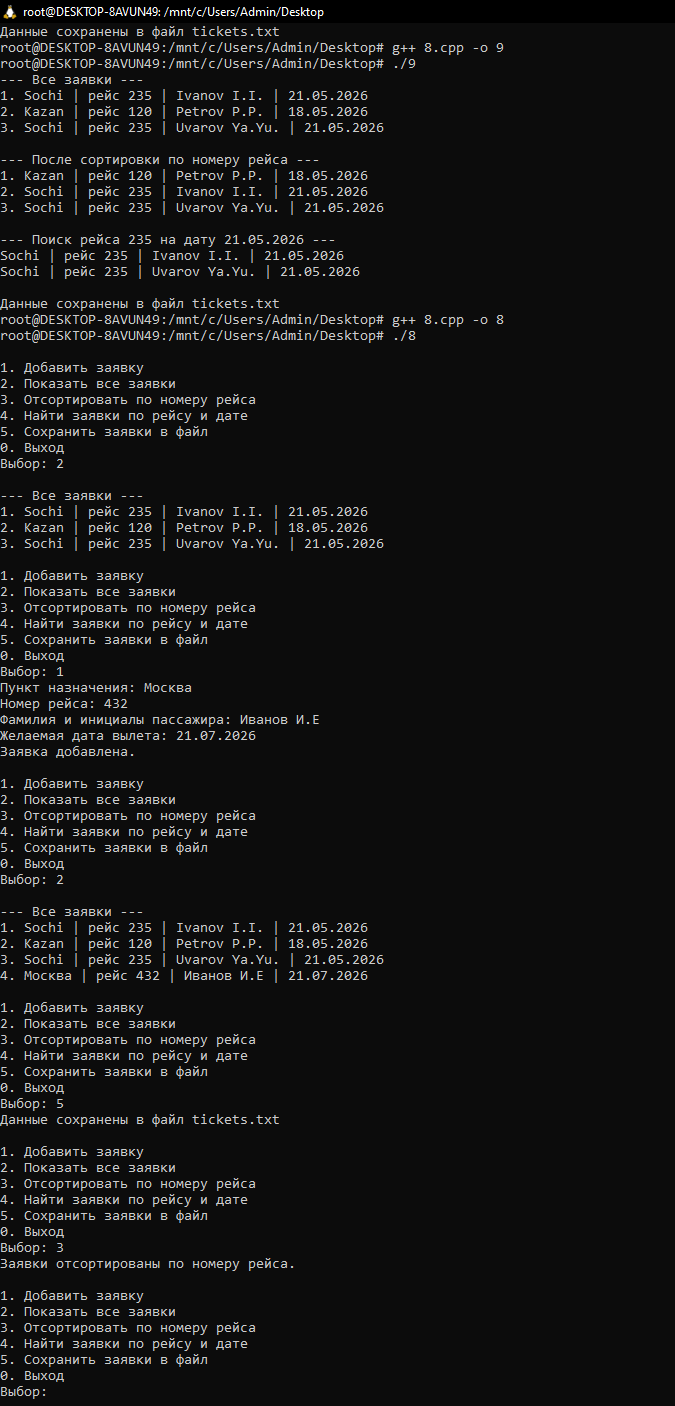 root@DESKTOP-8AVUN49: /mnt/c/Users/Admin/Desktop
Данные сохранены в файл tickets.txt
root@DESKTOP-8AVUN49:/mnt/c/Users/Admin/Desktop# g++ 8.cpp -o 9
root@DESKTOP-8AVUN49:/mnt/c/Users/Admin/Desktop# ./9
--- Все заявки ---
1. Sochi | рейс 235 | Ivanov I.I. | 21.05.2026
2. Kazan | рейс 120 | Petrov P.P. | 18.05.2026
3. Sochi | рейс 235 | Uvarov Ya.Yu. | 21.05.2026

--- После сортировки по номеру рейса ---
1. Kazan | рейс 120 | Petrov P.P. | 18.05.2026
2. Sochi | рейс 235 | Ivanov I.I. | 21.05.2026
3. Sochi | рейс 235 | Uvarov Ya.Yu. | 21.05.2026

--- Поиск рейса 235 на дату 21.05.2026 ---
Sochi | рейс 235 | Ivanov I.I. | 21.05.2026
Sochi | рейс 235 | Uvarov Ya.Yu. | 21.05.2026

Данные сохранены в файл tickets.txt
root@DESKTOP-8AVUN49:/mnt/c/Users/Admin/Desktop# g++ 8.cpp -o 8
root@DESKTOP-8AVUN49:/mnt/c/Users/Admin/Desktop# ./8

1. Добавить заявку
2. Показать все заявки
3. Отсортировать по номеру рейса
4. Найти заявки по рейсу и дате
5. Сохранить заявки в файл
0. Выход
Выбор: 2

--- Все заявки ---
1. Sochi | рейс 235 | Ivanov I.I. | 21.05.2026
2. Kazan | рейс 120 | Petrov P.P. | 18.05.2026
3. Sochi | рейс 235 | Uvarov Ya.Yu. | 21.05.2026

1. Добавить заявку
2. Показать все заявки
3. Отсортировать по номеру рейса
4. Найти заявки по рейсу и дате
5. Сохранить заявки в файл
0. Выход
Выбор: 1
Пункт назначения: Москва
Номер рейса: 432
Фамилия и инициалы пассажира: Иванов И.Е
Желаемая дата вылета: 21.07.2026
Заявка добавлена.

1. Добавить заявку
2. Показать все заявки
3. Отсортировать по номеру рейса
4. Найти заявки по рейсу и дате
5. Сохранить заявки в файл
0. Выход
Выбор: 2

--- Все заявки ---
1. Sochi | рейс 235 | Ivanov I.I. | 21.05.2026
2. Kazan | рейс 120 | Petrov P.P. | 18.05.2026
3. Sochi | рейс 235 | Uvarov Ya.Yu. | 21.05.2026
4. Москва | рейс 432 | Иванов И.Е | 21.07.2026

1. Добавить заявку
2. Показать все заявки
3. Отсортировать по номеру рейса
4. Найти заявки по рейсу и дате
5. Сохранить заявки в файл
0. Выход
Выбор: 5
Данные сохранены в файл tickets.txt

1. Добавить заявку
2. Показать все заявки
3. Отсортировать по номеру рейса
4. Найти заявки по рейсу и дате
5. Сохранить заявки в файл
0. Выход
Выбор: 3
Заявки отсортированы по номеру рейса.

1. Добавить заявку
2. Показать все заявки
3. Отсортировать по номеру рейса
4. Найти заявки по рейсу и дате
5. Сохранить заявки в файл
0. Выход
Выбор: